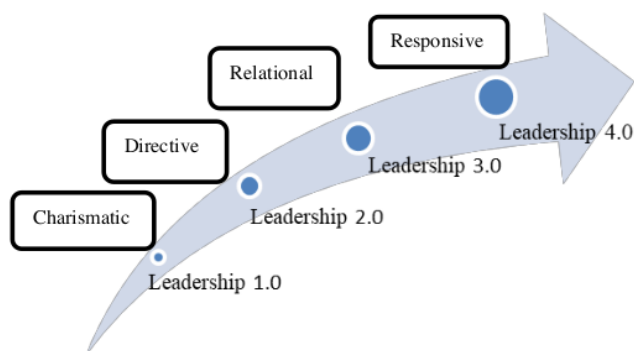 Responsive
Leadership 4.0
Relational
Leadership 3.0
Directive
Leadership 2.0
Charismatic
Leadership 1.0